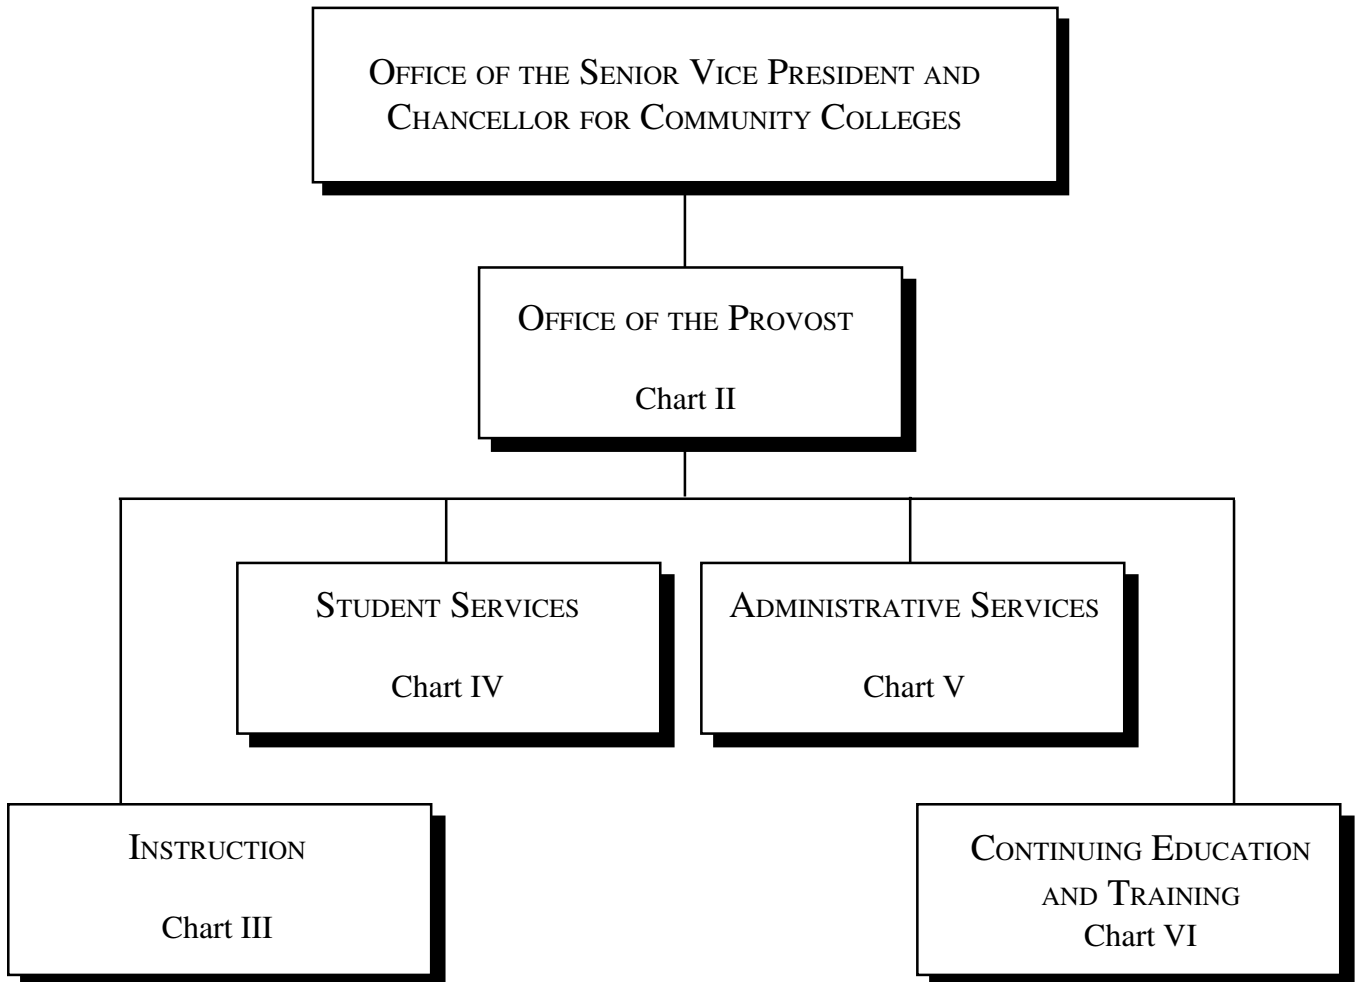 OFFICE OF THE SENIOR VICE PRESIDENT AND
CHANCELLOR FOR COMMUNITY COLLEGES
OFFICE OF THE PROVOST
Chart II
STUDENT SERVICES
Chart IV
ADMINISTRATIVE SERVICES
Chart V
INSTRUCTION
Chart III
CONTINUING EDUCATION
AND TRAINING
Chart VI